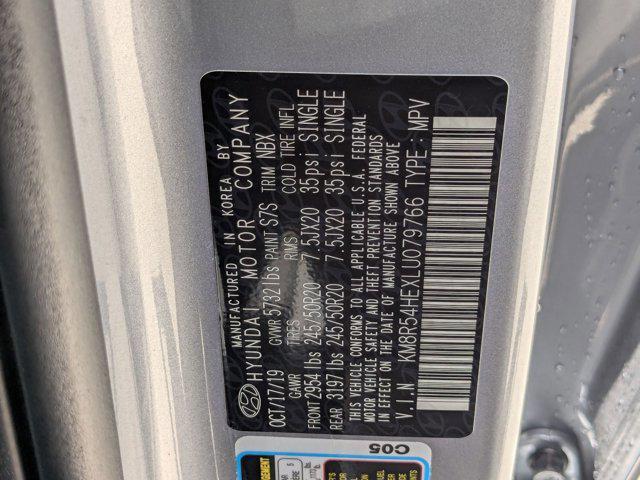 MANUFACTURED IN KOREA BY
HYUNDAI MOTOR COMPANY
OCT/17/19 GVWR 5732lbs PAINT S7S TRIM NBX
GAWR TIRES RIMS COLD TIRE INFL
FRONT 2954 lbs 245/50R20 7.5JX20 35psi SINGLE
REAR 3197 lbs 245/50R20 7.5JX20 35psi SINGLE
THIS VEHICLE CONFORMS TO ALL APPLICABLE U.S.A. FEDERAL
MOTOR VEHICLE SAFETY AND THEFT PREVENTION STANDARDS
IN EFFECT ON THE DATE OF MANUFACTURE SHOWN ABOVE
V.I.N KM8R54HEXLU079766 TYPE : MPV
C05